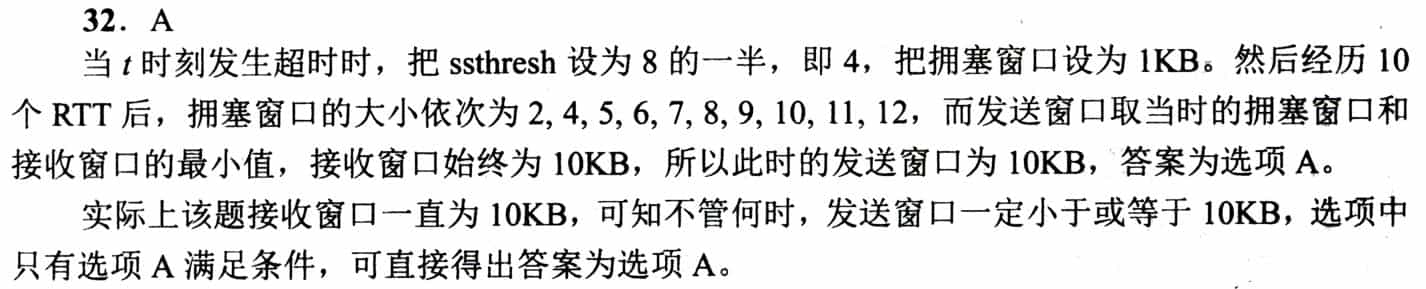 32. A
当 t 时刻发生超时时，把 ssthresh 设为 8 的一半，即 4，把拥塞窗口设为 1KB。然后经历 10
个 RTT 后，拥塞窗口的大小依次为 2, 4, 5, 6, 7, 8, 9, 10, 11, 12，而发送窗口取当时的拥塞窗口和
接收窗口的最小值，接收窗口始终为 10KB，所以此时的发送窗口为 10KB，答案为选项 A。
实际上该题接收窗口一直为 10KB，可知不管何时，发送窗口一定小于或等于 10KB，选项中
只有选项 A 满足条件，可直接得出答案为选项 A。